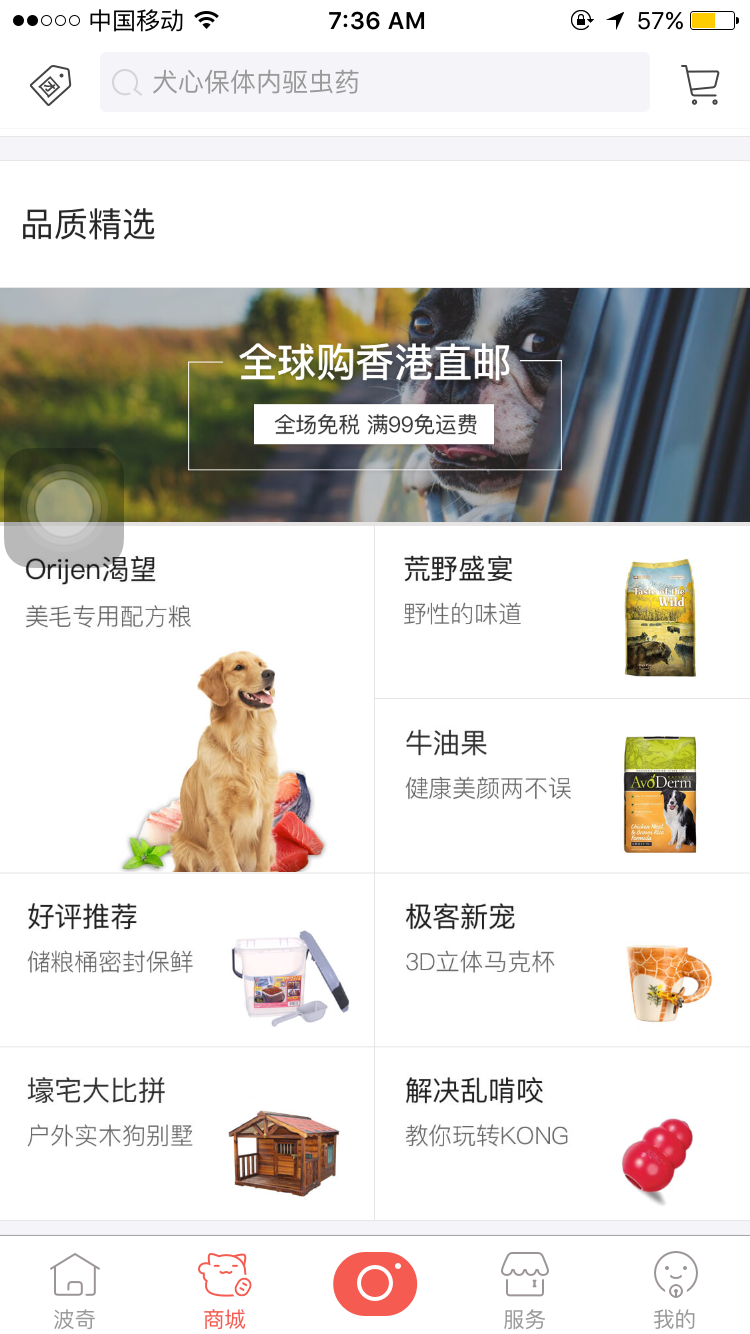 中国移动
7:36 AM
57%
犬心保体内驱虫药
品质精选
全球购香港直邮
全场免税 满99免运费
Orijen渴望
美毛专用配方粮
荒野盛宴
野性的味道
Taste of the
Wild
牛油果
健康美颜两不误
AvoDerm
Chicken Meal
& Brown Rice
Formula
好评推荐
储粮桶密封保鲜
极客新宠
3D立体马克杯
壕宅大比拼
户外实木狗别墅
解决乱啃咬
教你玩转KONG
波奇
商城
服务
我的